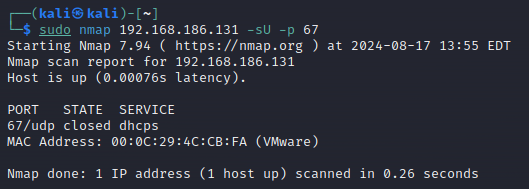 ┌──(kali㉿kali)-[~]
└─$ sudo nmap 192.168.186.131 -sU -p 67
Starting Nmap 7.94 ( https://nmap.org ) at 2024-08-17 13:55 EDT
Nmap scan report for 192.168.186.131
Host is up (0.00076s latency).

PORT   STATE  SERVICE
67/udp closed dhcps
MAC Address: 00:0C:29:4C:CB:FA (VMware)

Nmap done: 1 IP address (1 host up) scanned in 0.26 seconds